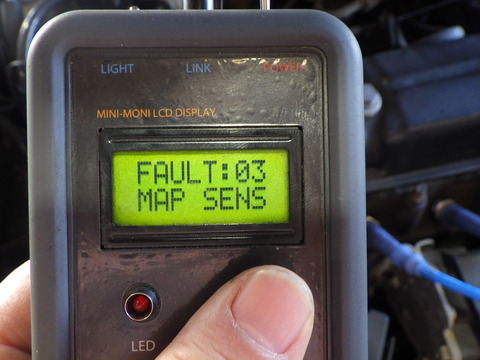 LIGHT LINK POWER
MINI-MONI LCD DISPLAY
FAULT:03
MAP SENS
LED